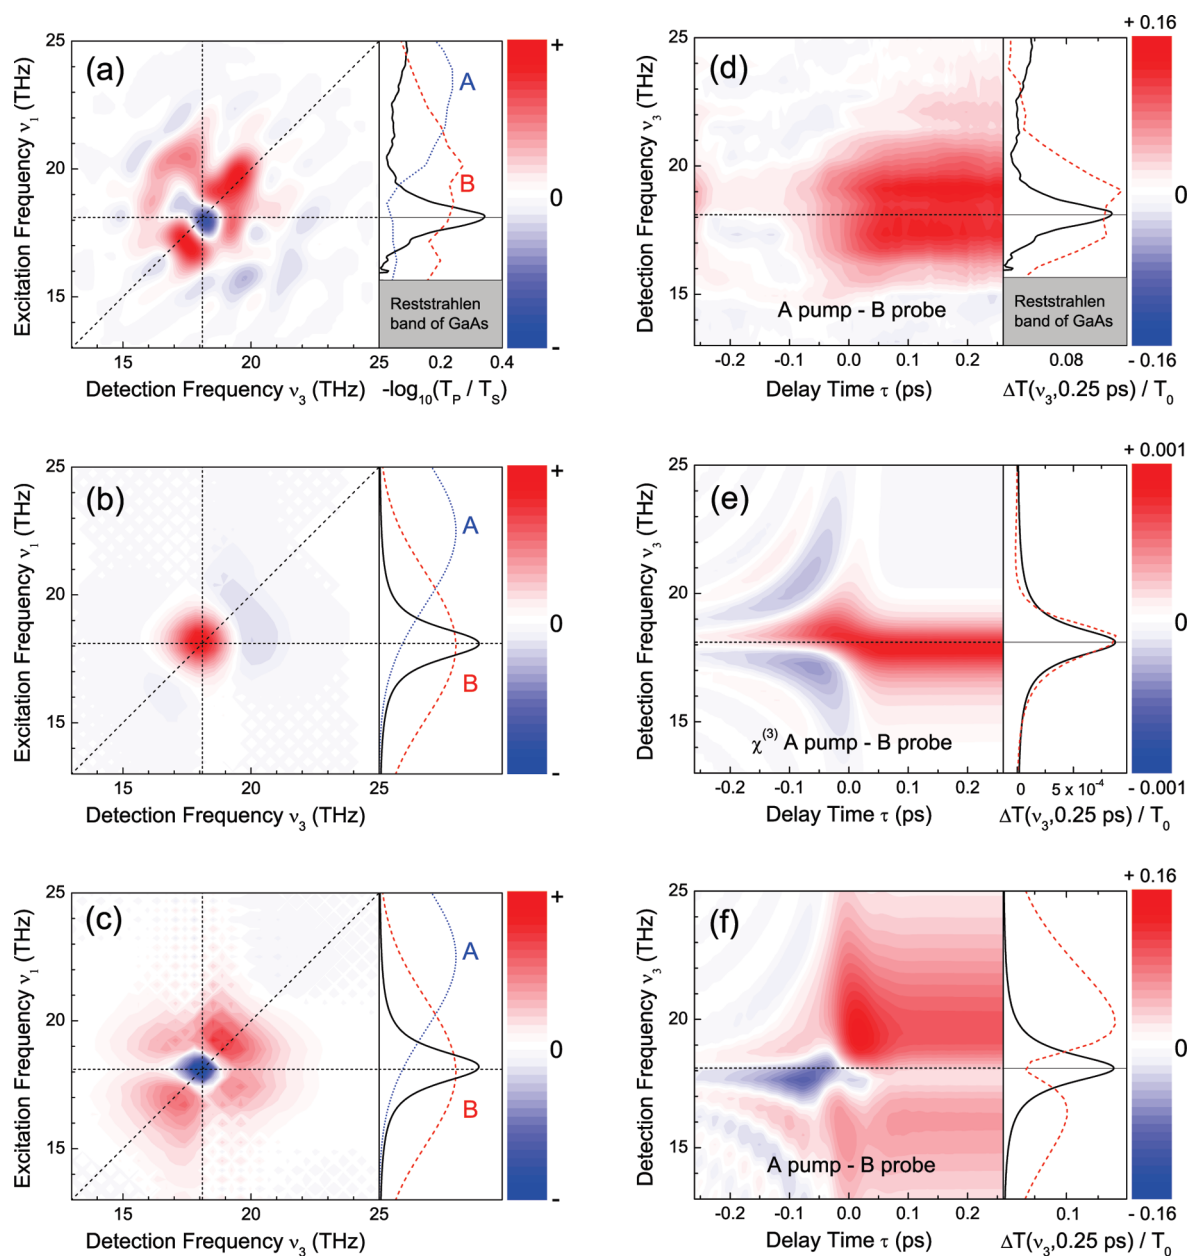 (a)
25
20
15
Excitation Frequency ν₁ (THz)
15
20
25
Detection Frequency ν₃ (THz)
A
B
Reststrahlen
band of GaAs
0.2
0.4
-log₁₀(T_P / T_S)
+
0
-
(d)
25
20
15
Detection Frequency ν₃ (THz)
A pump - B probe
-0.2
-0.1
0.0
0.1
0.2
Delay Time τ (ps)
Reststrahlen
band of GaAs
0.08
ΔT(ν₃,0.25 ps) / T₀
+ 0.16
0
- 0.16
(b)
25
20
15
Excitation Frequency ν₁ (THz)
15
20
25
Detection Frequency ν₃ (THz)
A
B
+
0
-
(e)
25
20
15
Detection Frequency ν₃ (THz)
χ⁽³⁾ A pump - B probe
-0.2
-0.1
0.0
0.1
0.2
Delay Time τ (ps)
0
5 x 10⁻⁴
ΔT(ν₃,0.25 ps) / T₀
+ 0.001
0
- 0.001
(c)
25
20
15
Excitation Frequency ν₁ (THz)
15
20
25
Detection Frequency ν₃ (THz)
A
B
+
0
-
(f)
25
20
15
Detection Frequency ν₃ (THz)
A pump - B probe
-0.2
-0.1
0.0
0.1
0.2
Delay Time τ (ps)
0.1
ΔT(ν₃,0.25 ps) / T₀
+ 0.16
0
- 0.16